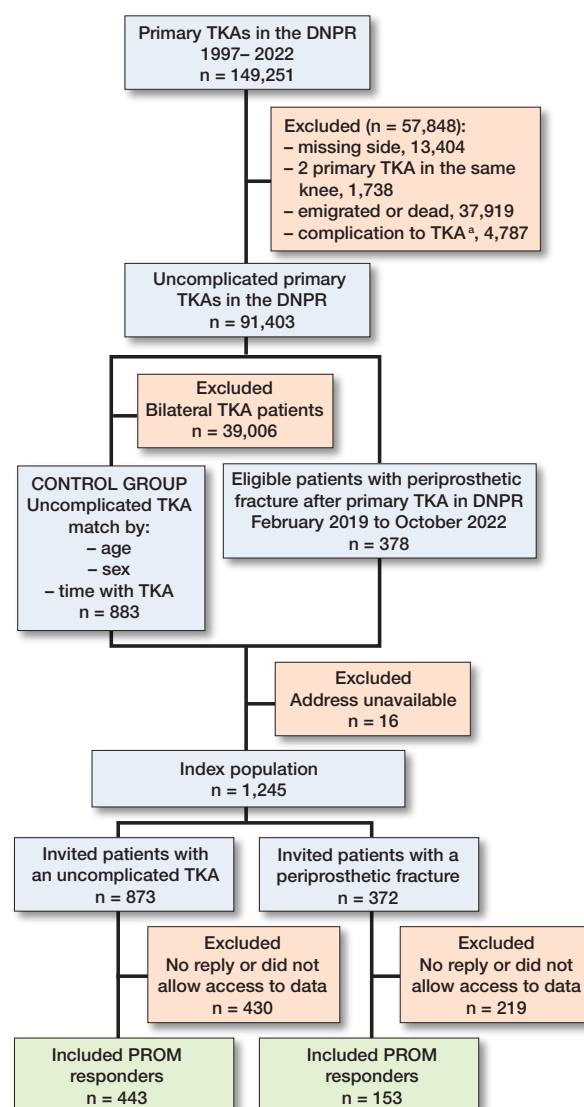 Primary TKAs in the DNPR
1997– 2022
n = 149,251
Excluded (n = 57,848):
– missing side, 13,404
– 2 primary TKA in the same
knee, 1,738
– emigrated or dead, 37,919
– complication to TKAᵃ, 4,787
Uncomplicated primary
TKAs in the DNPR
n = 91,403
Excluded
Bilateral TKA patients
n = 39,006
CONTROL GROUP
Uncomplicated TKA
match by:
– age
– sex
– time with TKA
n = 883
Eligible patients with periprosthetic
fracture after primary TKA in DNPR
February 2019 to October 2022
n = 378
Excluded
Address unavailable
n = 16
Index population
n = 1,245
Invited patients with
an uncomplicated TKA
n = 873
Invited patients with a
periprosthetic fracture
n = 372
Excluded
No reply or did not
allow access to data
n = 430
Excluded
No reply or did not
allow access to data
n = 219
Included PROM
responders
n = 443
Included PROM
responders
n = 153